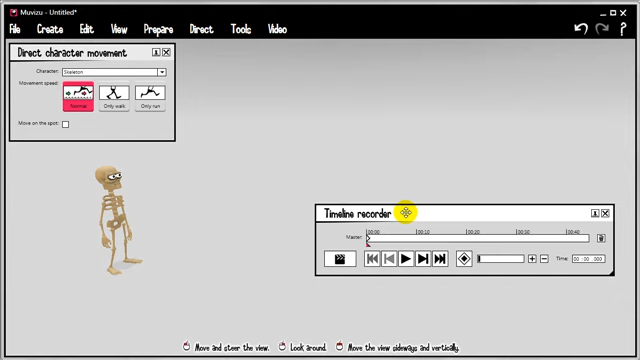 Muvizu - Untitled*
File Create Edit View Prepare Direct Tools Video
Direct character movement
Character: Skeleton
Movement speed:
Normal Only walk Only run
Move on the spot:
Timeline recorder
00:00 00:10 00:20 00:30 00:40
Master:
Time: 00 : 00 . 000
Move and steer the view. Look around. Move the view sideways and vertically.